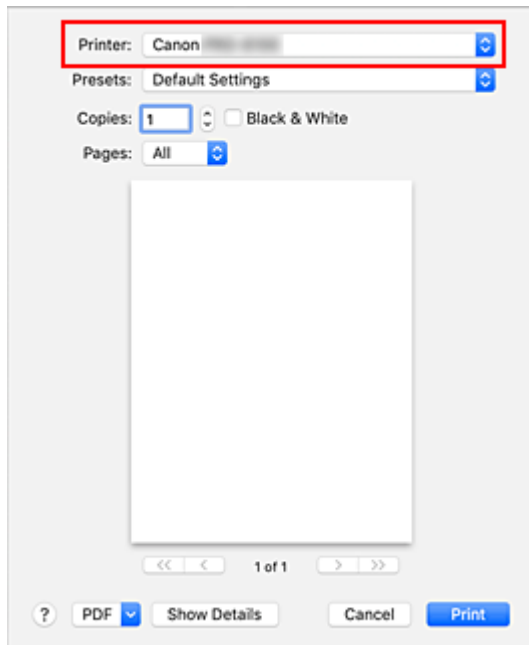 Printer: Canon
Presets: Default Settings
Copies: 1 Black & White
Pages: All
<< < 1 of 1 > >>
? PDF Show Details Cancel Print